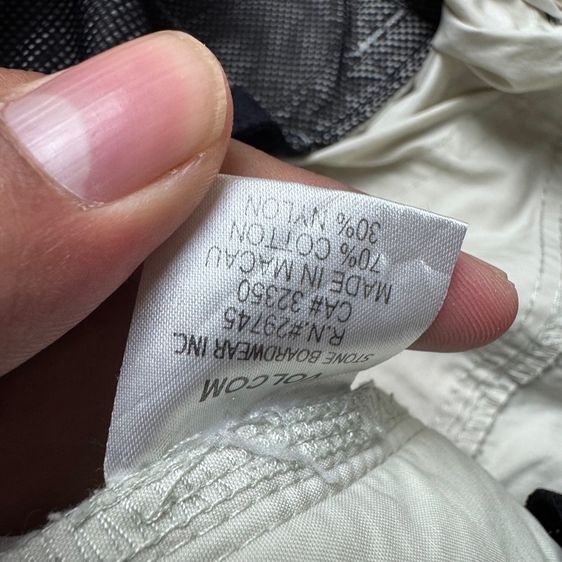 VOLCOM
STONE BOARDWEAR INC.
R.N.#29745
CA# 32350
MADE IN MACAU
70% COTTON
30% NYLON